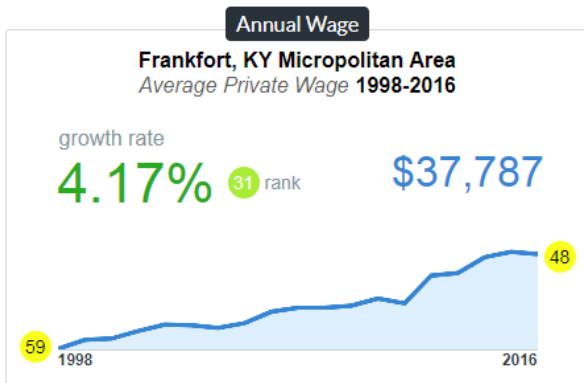 Annual Wage
Frankfort, KY Micropolitan Area
Average Private Wage 1998-2016
growth rate
4.17% 31 rank
$37,787
48
59
1998 2016